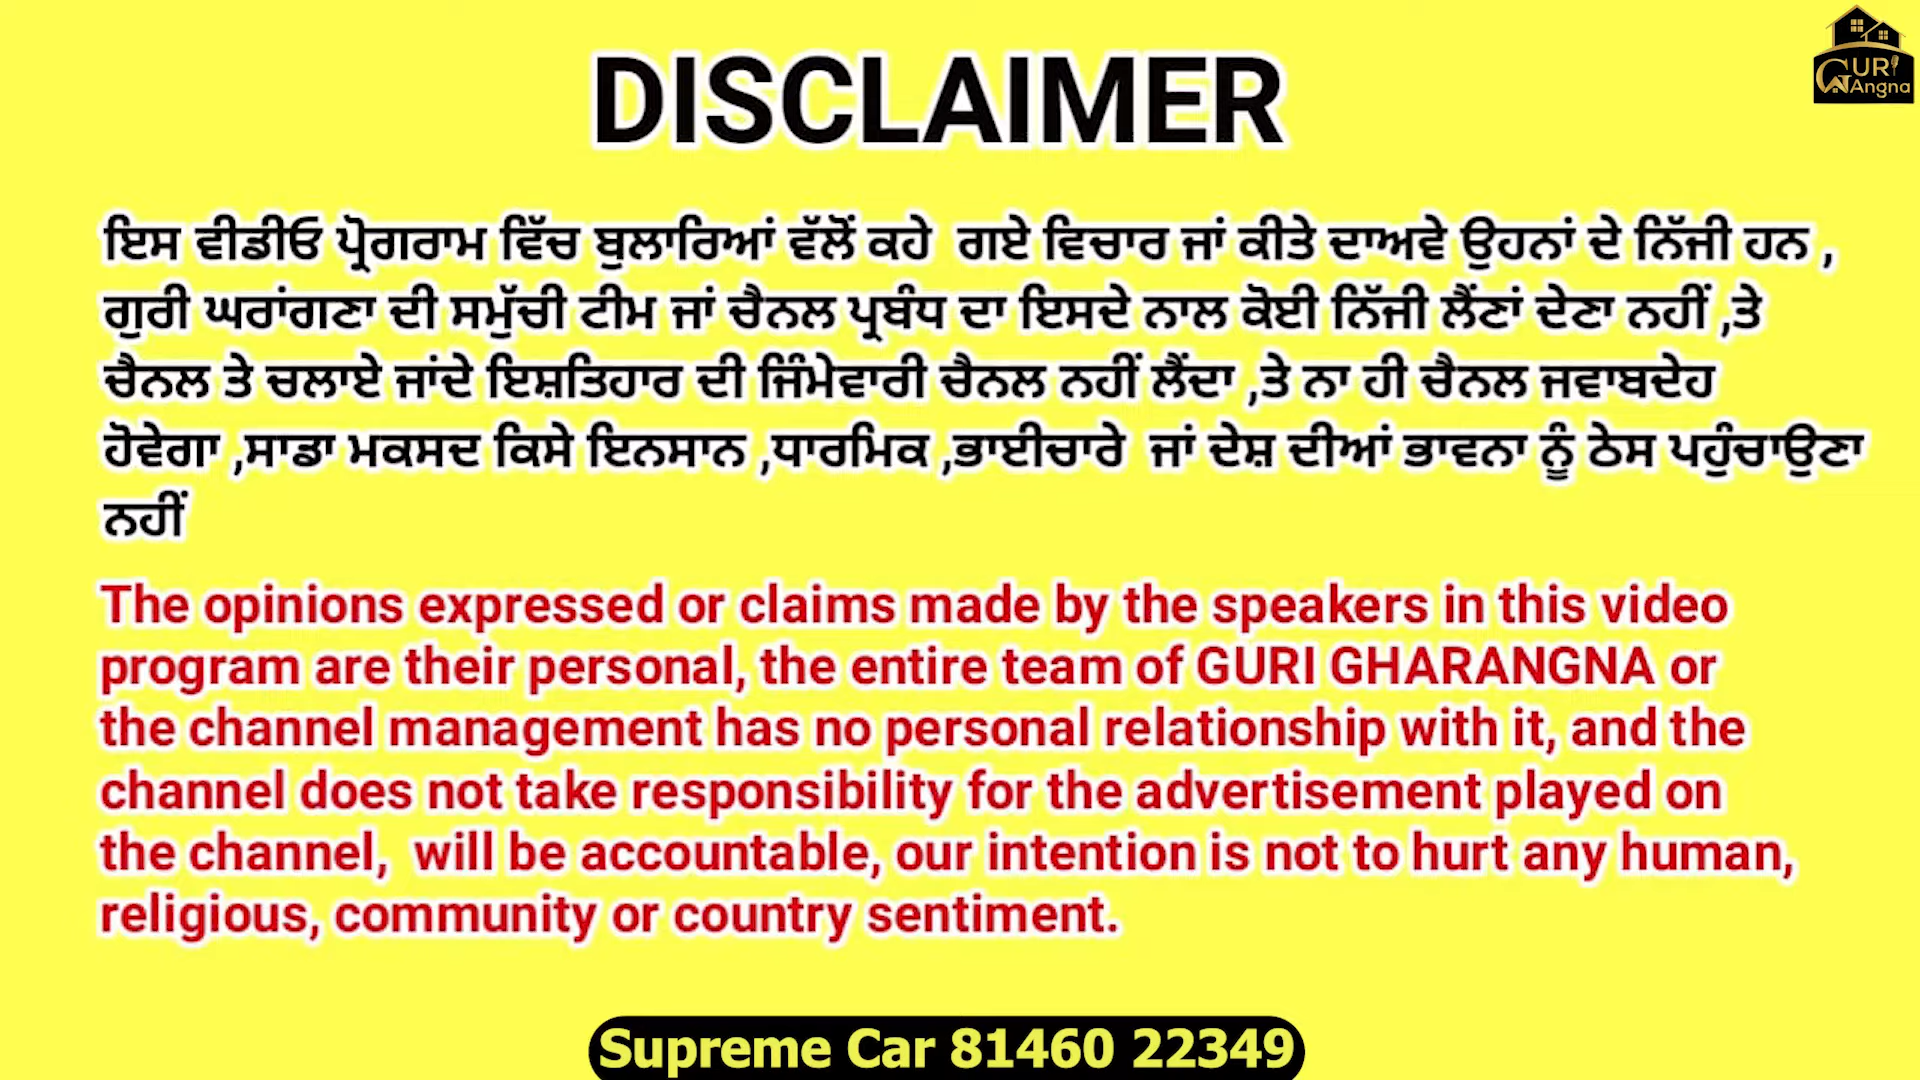 DISCLAIMER
GURI
Angna
ਇਸ ਵੀਡੀਓ ਪ੍ਰੋਗਰਾਮ ਵਿੱਚ ਬੁਲਾਰਿਆਂ ਵੱਲੋਂ ਕਹੇ ਗਏ ਵਿਚਾਰ ਜਾਂ ਕੀਤੇ ਦਾਅਵੇ ਉਹਨਾਂ ਦੇ ਨਿੱਜੀ ਹਨ ,
ਗੁਰੀ ਘਰਾਂਗਣਾ ਦੀ ਸਮੁੱਚੀ ਟੀਮ ਜਾਂ ਚੈਨਲ ਪ੍ਰਬੰਧ ਦਾ ਇਸਦੇ ਨਾਲ ਕੋਈ ਨਿੱਜੀ ਲੈਂਣਾਂ ਦੇਣਾ ਨਹੀਂ ,ਤੇ
ਚੈਨਲ ਤੇ ਚਲਾਏ ਜਾਂਦੇ ਇਸ਼ਤਿਹਾਰ ਦੀ ਜਿੰਮੇਵਾਰੀ ਚੈਨਲ ਨਹੀਂ ਲੈਂਦਾ ,ਤੇ ਨਾ ਹੀ ਚੈਨਲ ਜਵਾਬਦੇਹ
ਹੋਵੇਗਾ ,ਸਾਡਾ ਮਕਸਦ ਕਿਸੇ ਇਨਸਾਨ ,ਧਾਰਮਿਕ ,ਭਾਈਚਾਰੇ ਜਾਂ ਦੇਸ਼ ਦੀਆਂ ਭਾਵਨਾ ਨੂੰ ਠੇਸ ਪਹੁੰਚਾਉਣਾ
ਨਹੀਂ
The opinions expressed or claims made by the speakers in this video
program are their personal, the entire team of GURI GHARANGNA or
the channel management has no personal relationship with it, and the
channel does not take responsibility for the advertisement played on
the channel, will be accountable, our intention is not to hurt any human,
religious, community or country sentiment.
Supreme Car 81460 22349